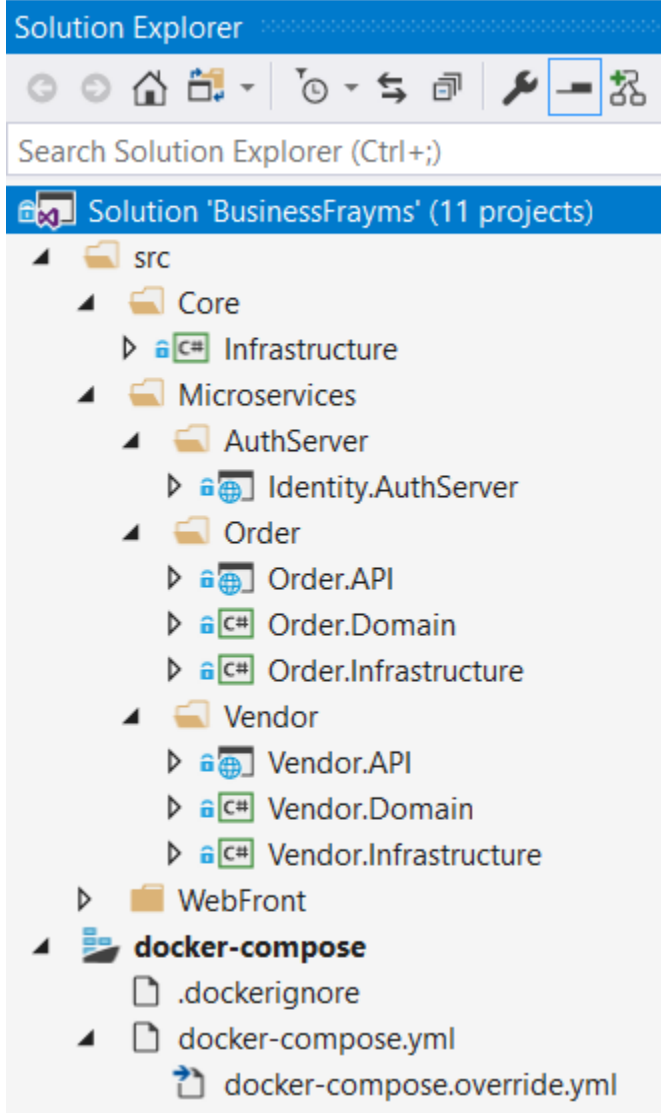 Solution Explorer
Search Solution Explorer (Ctrl+;)
Solution 'BusinessFrayms' (11 projects)
src
Core
C# Infrastructure
Microservices
AuthServer
Identity.AuthServer
Order
Order.API
C# Order.Domain
C# Order.Infrastructure
Vendor
Vendor.API
C# Vendor.Domain
C# Vendor.Infrastructure
WebFront
docker-compose
.dockerignore
docker-compose.yml
docker-compose.override.yml